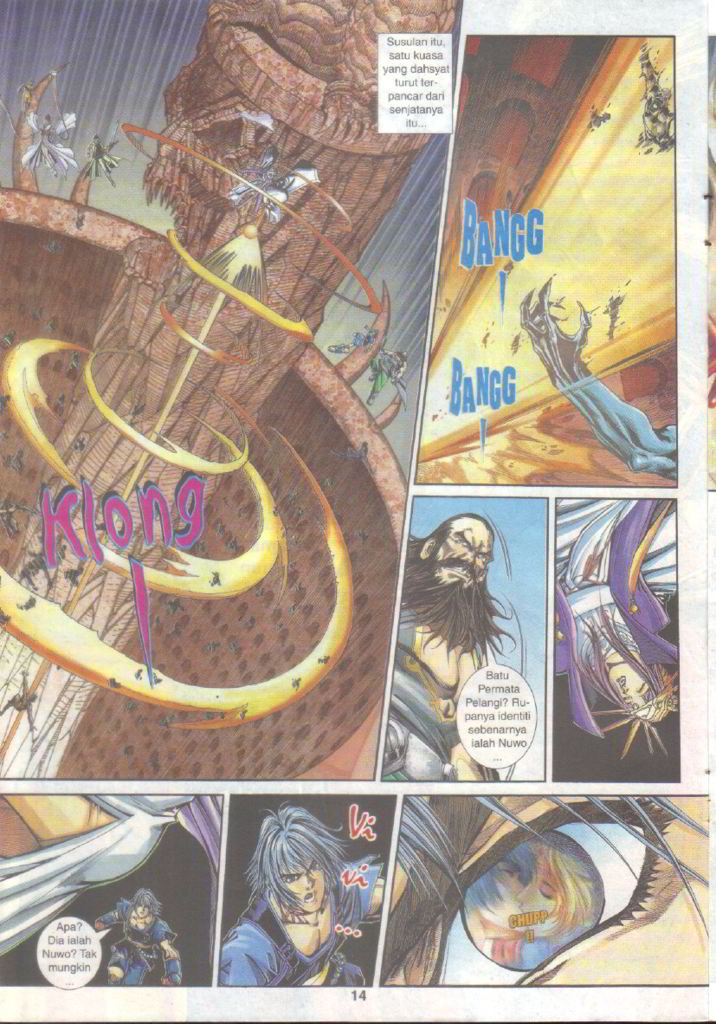 Susulan itu,
satu kuasa
yang dahsyat
turut ter-
pancar dari
senjatanya
itu...
Klong
!
BANGG
!
BANGG
!
Batu
Permata
Pelangi? Ru-
panya identiti
sebenarnya
ialah Nuwo
...
Apa?
Dia ialah
Nuwo? Tak
mungkin
...
Vi
vi
...
CHUPP
!
14